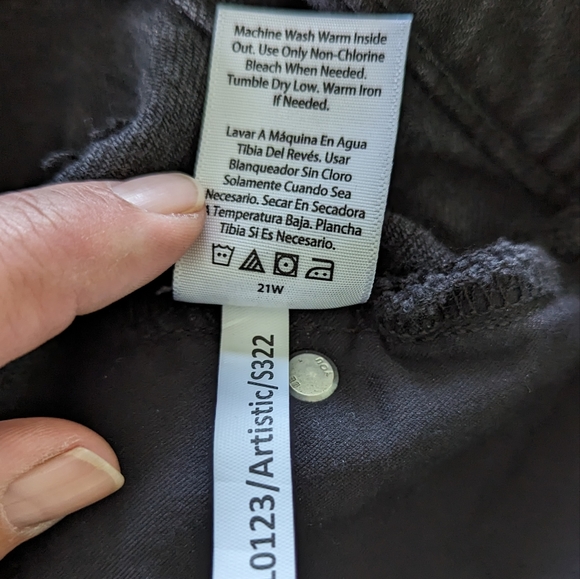 Machine Wash Warm Inside
Out. Use Only Non-Chlorine
Bleach When Needed.
Tumble Dry Low. Warm Iron
If Needed.
Lavar A Máquina En Agua
Tibia Del Revés. Usar
Blanqueador Sin Cloro
Solamente Cuando Sea
Necesario. Secar En Secadora
A Temperatura Baja. Plancha
Tibia Si Es Necesario.
21W
0123/Artistic/S322